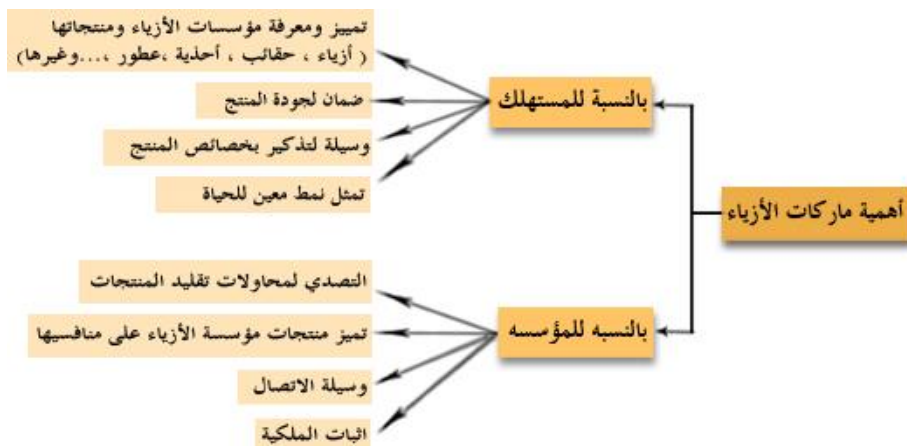 أهمية ماركات الأزياء
بالنسبة للمستهلك
تمييز ومعرفة مؤسسات الأزياء ومنتجاتها
( أزياء ، حقائب ، أحذية ،عطور ،...وغيرها)
ضمان لجودة المنتج
وسيلة لتذكير بخصائص المنتج
تمثل نمط معين للحياة
بالنسبه للمؤسسه
التصدي لمحاولات تقليد المنتجات
تميز منتجات مؤسسة الأزياء على منافسيها
وسيلة الاتصال
اثبات الملكية